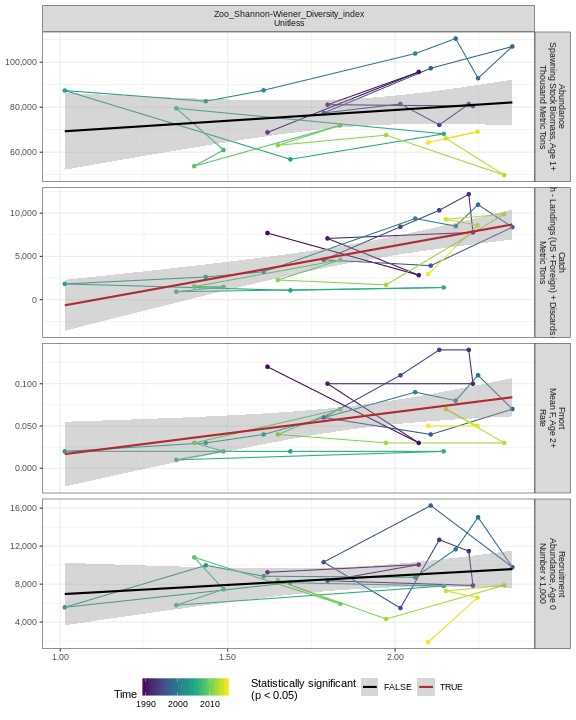 Zoo_Shannon-Wiener_Diversity_index
Unitless
100,000
80,000
60,000
Abundance
Spawning Stock Biomass, Age 1+
Thousand Metric Tons
10,000
5,000
0
Catch
h - Landings (US +Foreign) + Discards
Metric Tons
0.100
0.050
0.000
Fmort
Mean F, Age 2+
Rate
16,000
12,000
8,000
4,000
Recruitment
Abundance, Age 0
Number x 1,000
1.00 1.50 2.00
Time
1990 2000 2010
Statistically significant
(p < 0.05)
FALSE TRUE